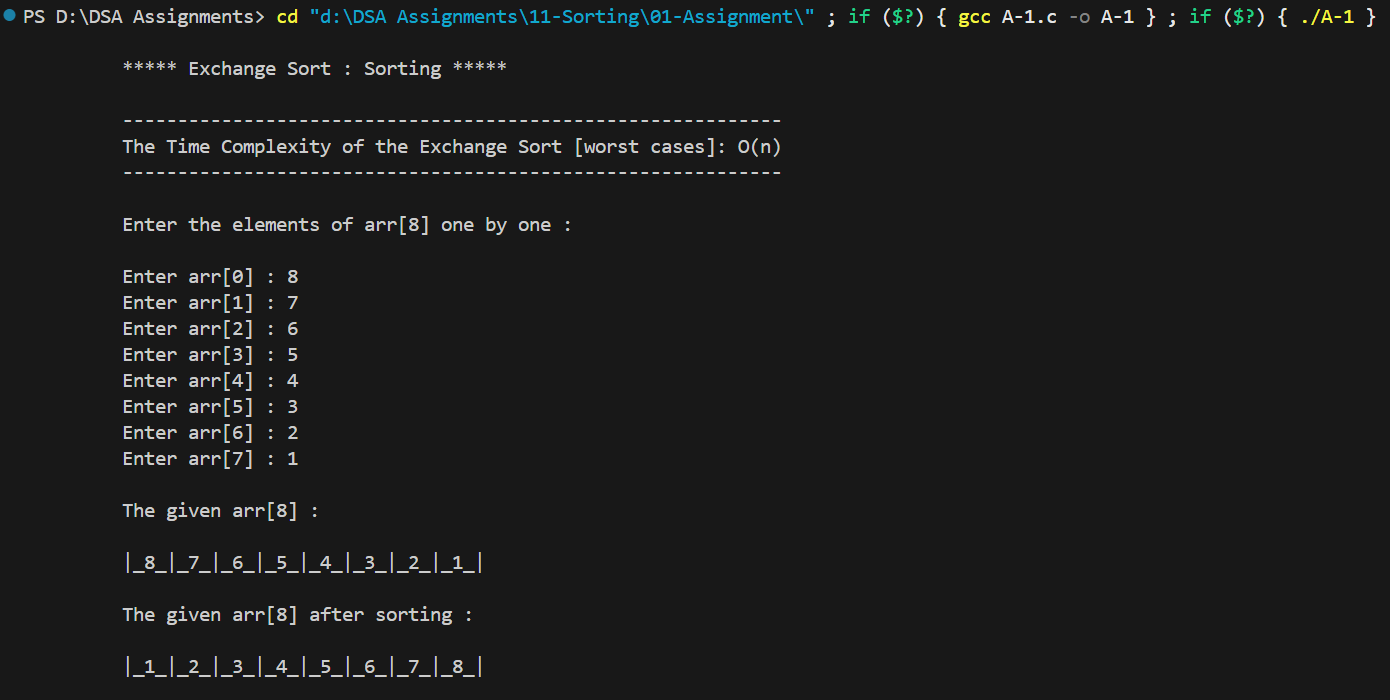 PS D:\DSA Assignments> cd "d:\DSA Assignments\11-Sorting\01-Assignment\" ; if ($?) { gcc A-1.c -o A-1 } ; if ($?) { ./A-1 }
***** Exchange Sort : Sorting *****
------------------------------------------------------------
The Time Complexity of the Exchange Sort [worst cases]: O(n)
------------------------------------------------------------
Enter the elements of arr[8] one by one :
Enter arr[0] : 8
Enter arr[1] : 7
Enter arr[2] : 6
Enter arr[3] : 5
Enter arr[4] : 4
Enter arr[5] : 3
Enter arr[6] : 2
Enter arr[7] : 1
The given arr[8] :
|_8_|_7_|_6_|_5_|_4_|_3_|_2_|_1_|
The given arr[8] after sorting :
|_1_|_2_|_3_|_4_|_5_|_6_|_7_|_8_|